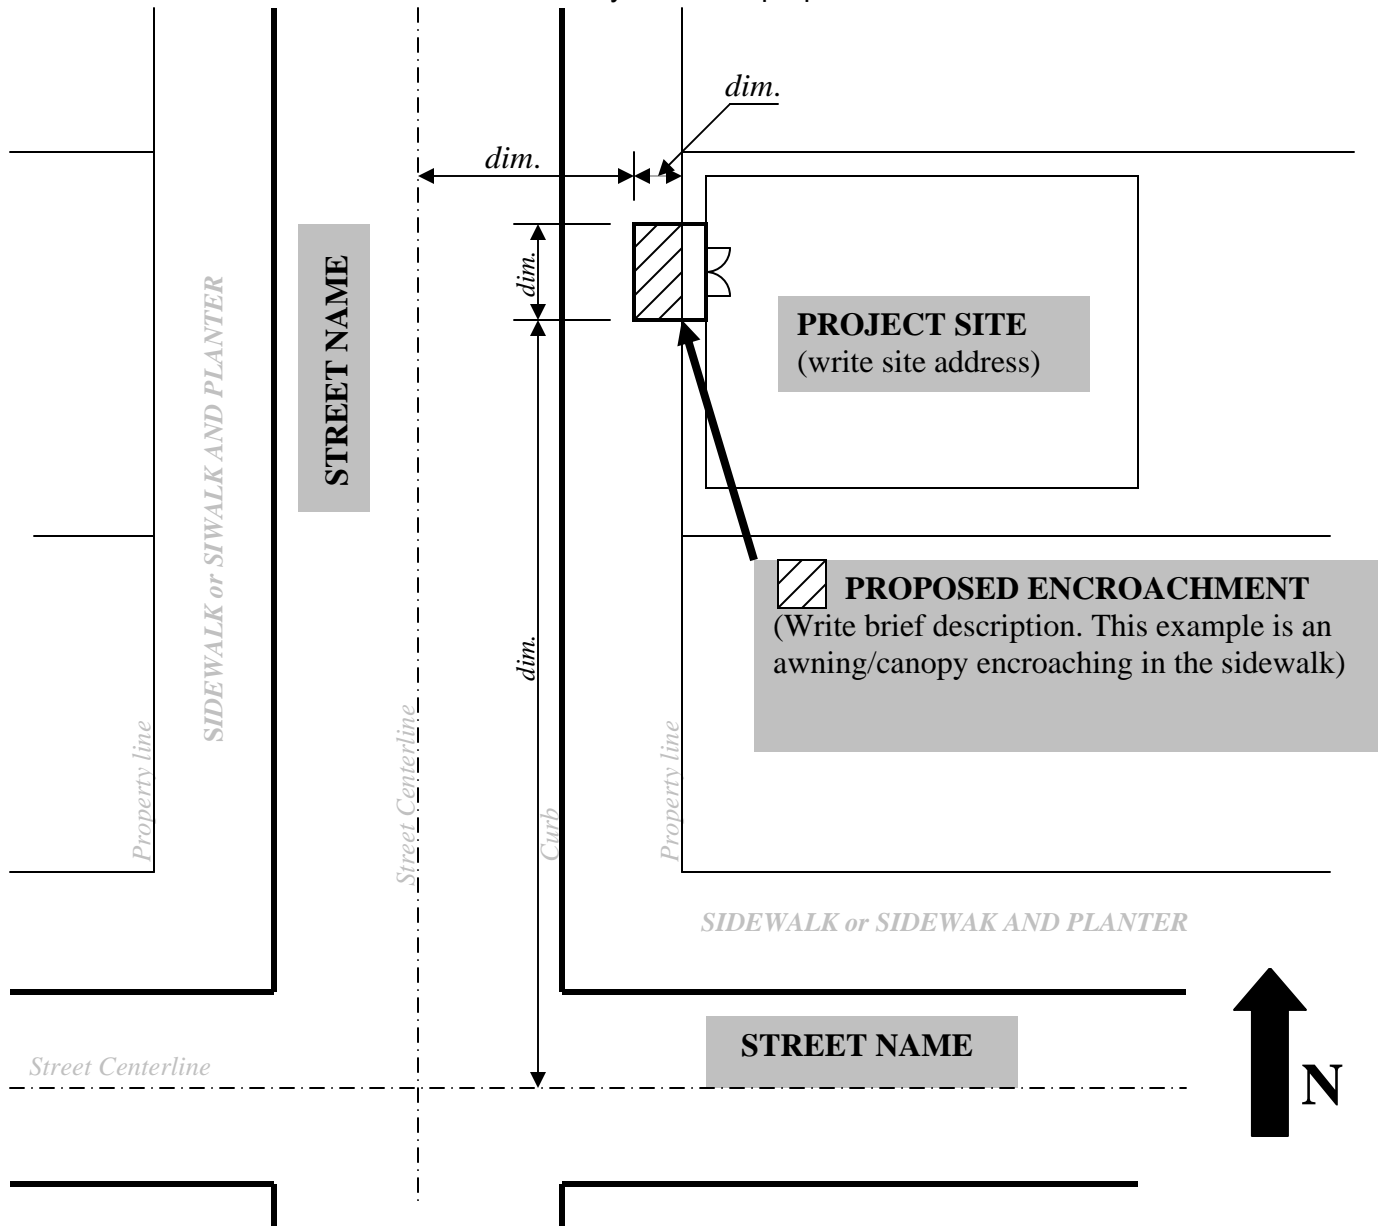 dim.
dim.
dim.
STREET NAME
PROJECT SITE
(write site address)
SIDEWALK or SIWALK AND PLANTER
PROPOSED ENCROACHMENT
(Write brief description. This example is an
awning/canopy encroaching in the sidewalk)
dim.
Property line
Street Centerline
Curb
Property line
SIDEWALK or SIDEWAK AND PLANTER
STREET NAME
Street Centerline
N